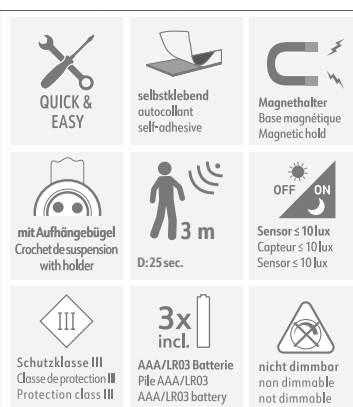 QUICK &
EASY
selbstklebend
autocollant
self-adhesive
Magnethalter
Base magnétique
Magnetic hold
mit Aufhängebügel
Crochet de suspension
with holder
3 m
D: 25 sec.
OFF ON
Sensor ≤ 10 lux
Capteur ≤ 10 lux
Sensor ≤ 10 lux
III
Schutzklasse III
Classe de protection III
Protection class III
3x
incl.
AAA/LR03 Batterie
Pile AAA/LR03
AAA/LR03 battery
nicht dimmbar
non dimmable
not dimmable